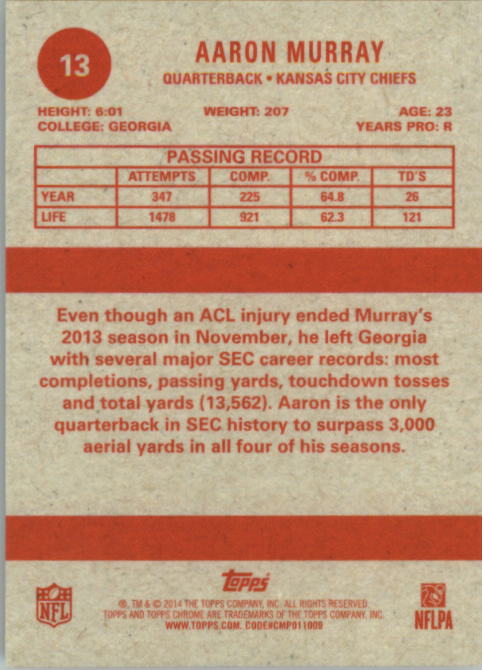 13
AARON MURRAY
QUARTERBACK • KANSAS CITY CHIEFS
HEIGHT: 6:01 WEIGHT: 207 AGE: 23
COLLEGE: GEORGIA YEARS PRO: R
PASSING RECORD
ATTEMPTS COMP. % COMP. TD'S
YEAR 347 225 64.8 26
LIFE 1478 921 62.3 121
Even though an ACL injury ended Murray's
2013 season in November, he left Georgia
with several major SEC career records: most
completions, passing yards, touchdown tosses
and total yards (13,562). Aaron is the only
quarterback in SEC history to surpass 3,000
aerial yards in all four of his seasons.
Topps
®, TM & © 2014 THE TOPPS COMPANY, INC. ALL RIGHTS RESERVED.
TOPPS AND TOPPS CHROME ARE TRADEMARKS OF THE TOPPS COMPANY, INC.
WWW.TOPPS.COM. CODE#CMP011009
NFL
NFLPA